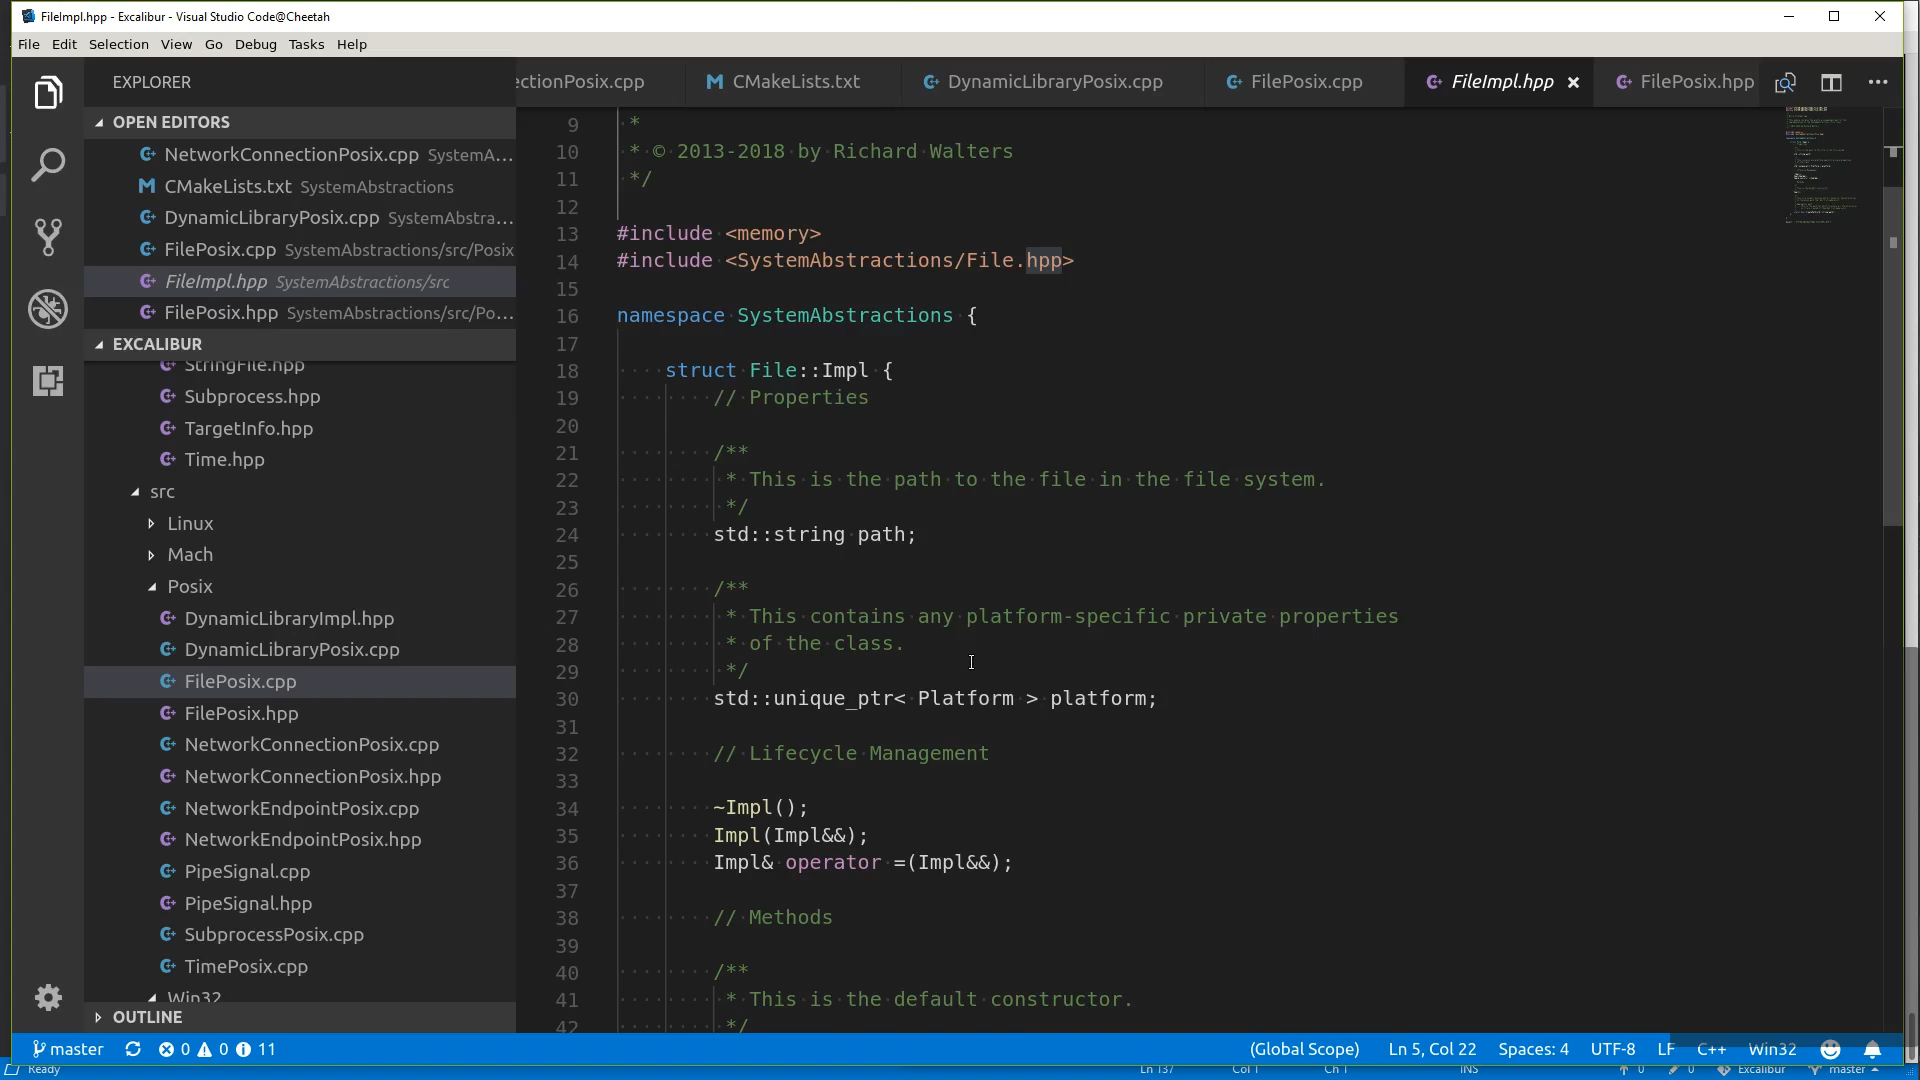 FileImpl.hpp - Excalibur - Visual Studio Code@Cheetah
File Edit Selection View Go Debug Tasks Help
EXPLORER
ectionPosix.cpp CMakeLists.txt DynamicLibraryPosix.cpp FilePosix.cpp FileImpl.hpp FilePosix.hpp
OPEN EDITORS
NetworkConnectionPosix.cpp SystemA...
CMakeLists.txt SystemAbstractions
DynamicLibraryPosix.cpp SystemAbstra...
FilePosix.cpp SystemAbstractions/src/Posix
FileImpl.hpp SystemAbstractions/src
FilePosix.hpp SystemAbstractions/src/Po...
EXCALIBUR
StringFile.hpp
Subprocess.hpp
TargetInfo.hpp
Time.hpp
src
Linux
Mach
Posix
DynamicLibraryImpl.hpp
DynamicLibraryPosix.cpp
FilePosix.cpp
FilePosix.hpp
NetworkConnectionPosix.cpp
NetworkConnectionPosix.hpp
NetworkEndpointPosix.cpp
NetworkEndpointPosix.hpp
PipeSignal.cpp
PipeSignal.hpp
SubprocessPosix.cpp
TimePosix.cpp
Win32
OUTLINE
9 *
10 * © 2013-2018 by Richard Walters
11 */
12
13 #include <memory>
14 #include <SystemAbstractions/File.hpp>
15
16 namespace SystemAbstractions {
17
18 struct File::Impl {
19 // Properties
20
21 /**
22 * This is the path to the file in the file system.
23 */
24 std::string path;
25
26 /**
27 * This contains any platform-specific private properties
28 * of the class.
29 */
30 std::unique_ptr< Platform > platform;
31
32 // Lifecycle Management
33
34 ~Impl();
35 Impl(Impl&&);
36 Impl& operator =(Impl&&);
37
38 // Methods
39
40 /**
41 * This is the default constructor.
42 */
master 0 0 11 (Global Scope) Ln 5, Col 22 Spaces: 4 UTF-8 LF C++ Win32
Ready Ln 137 Col 1 Ch 1 INS 0 0 Excalibur master